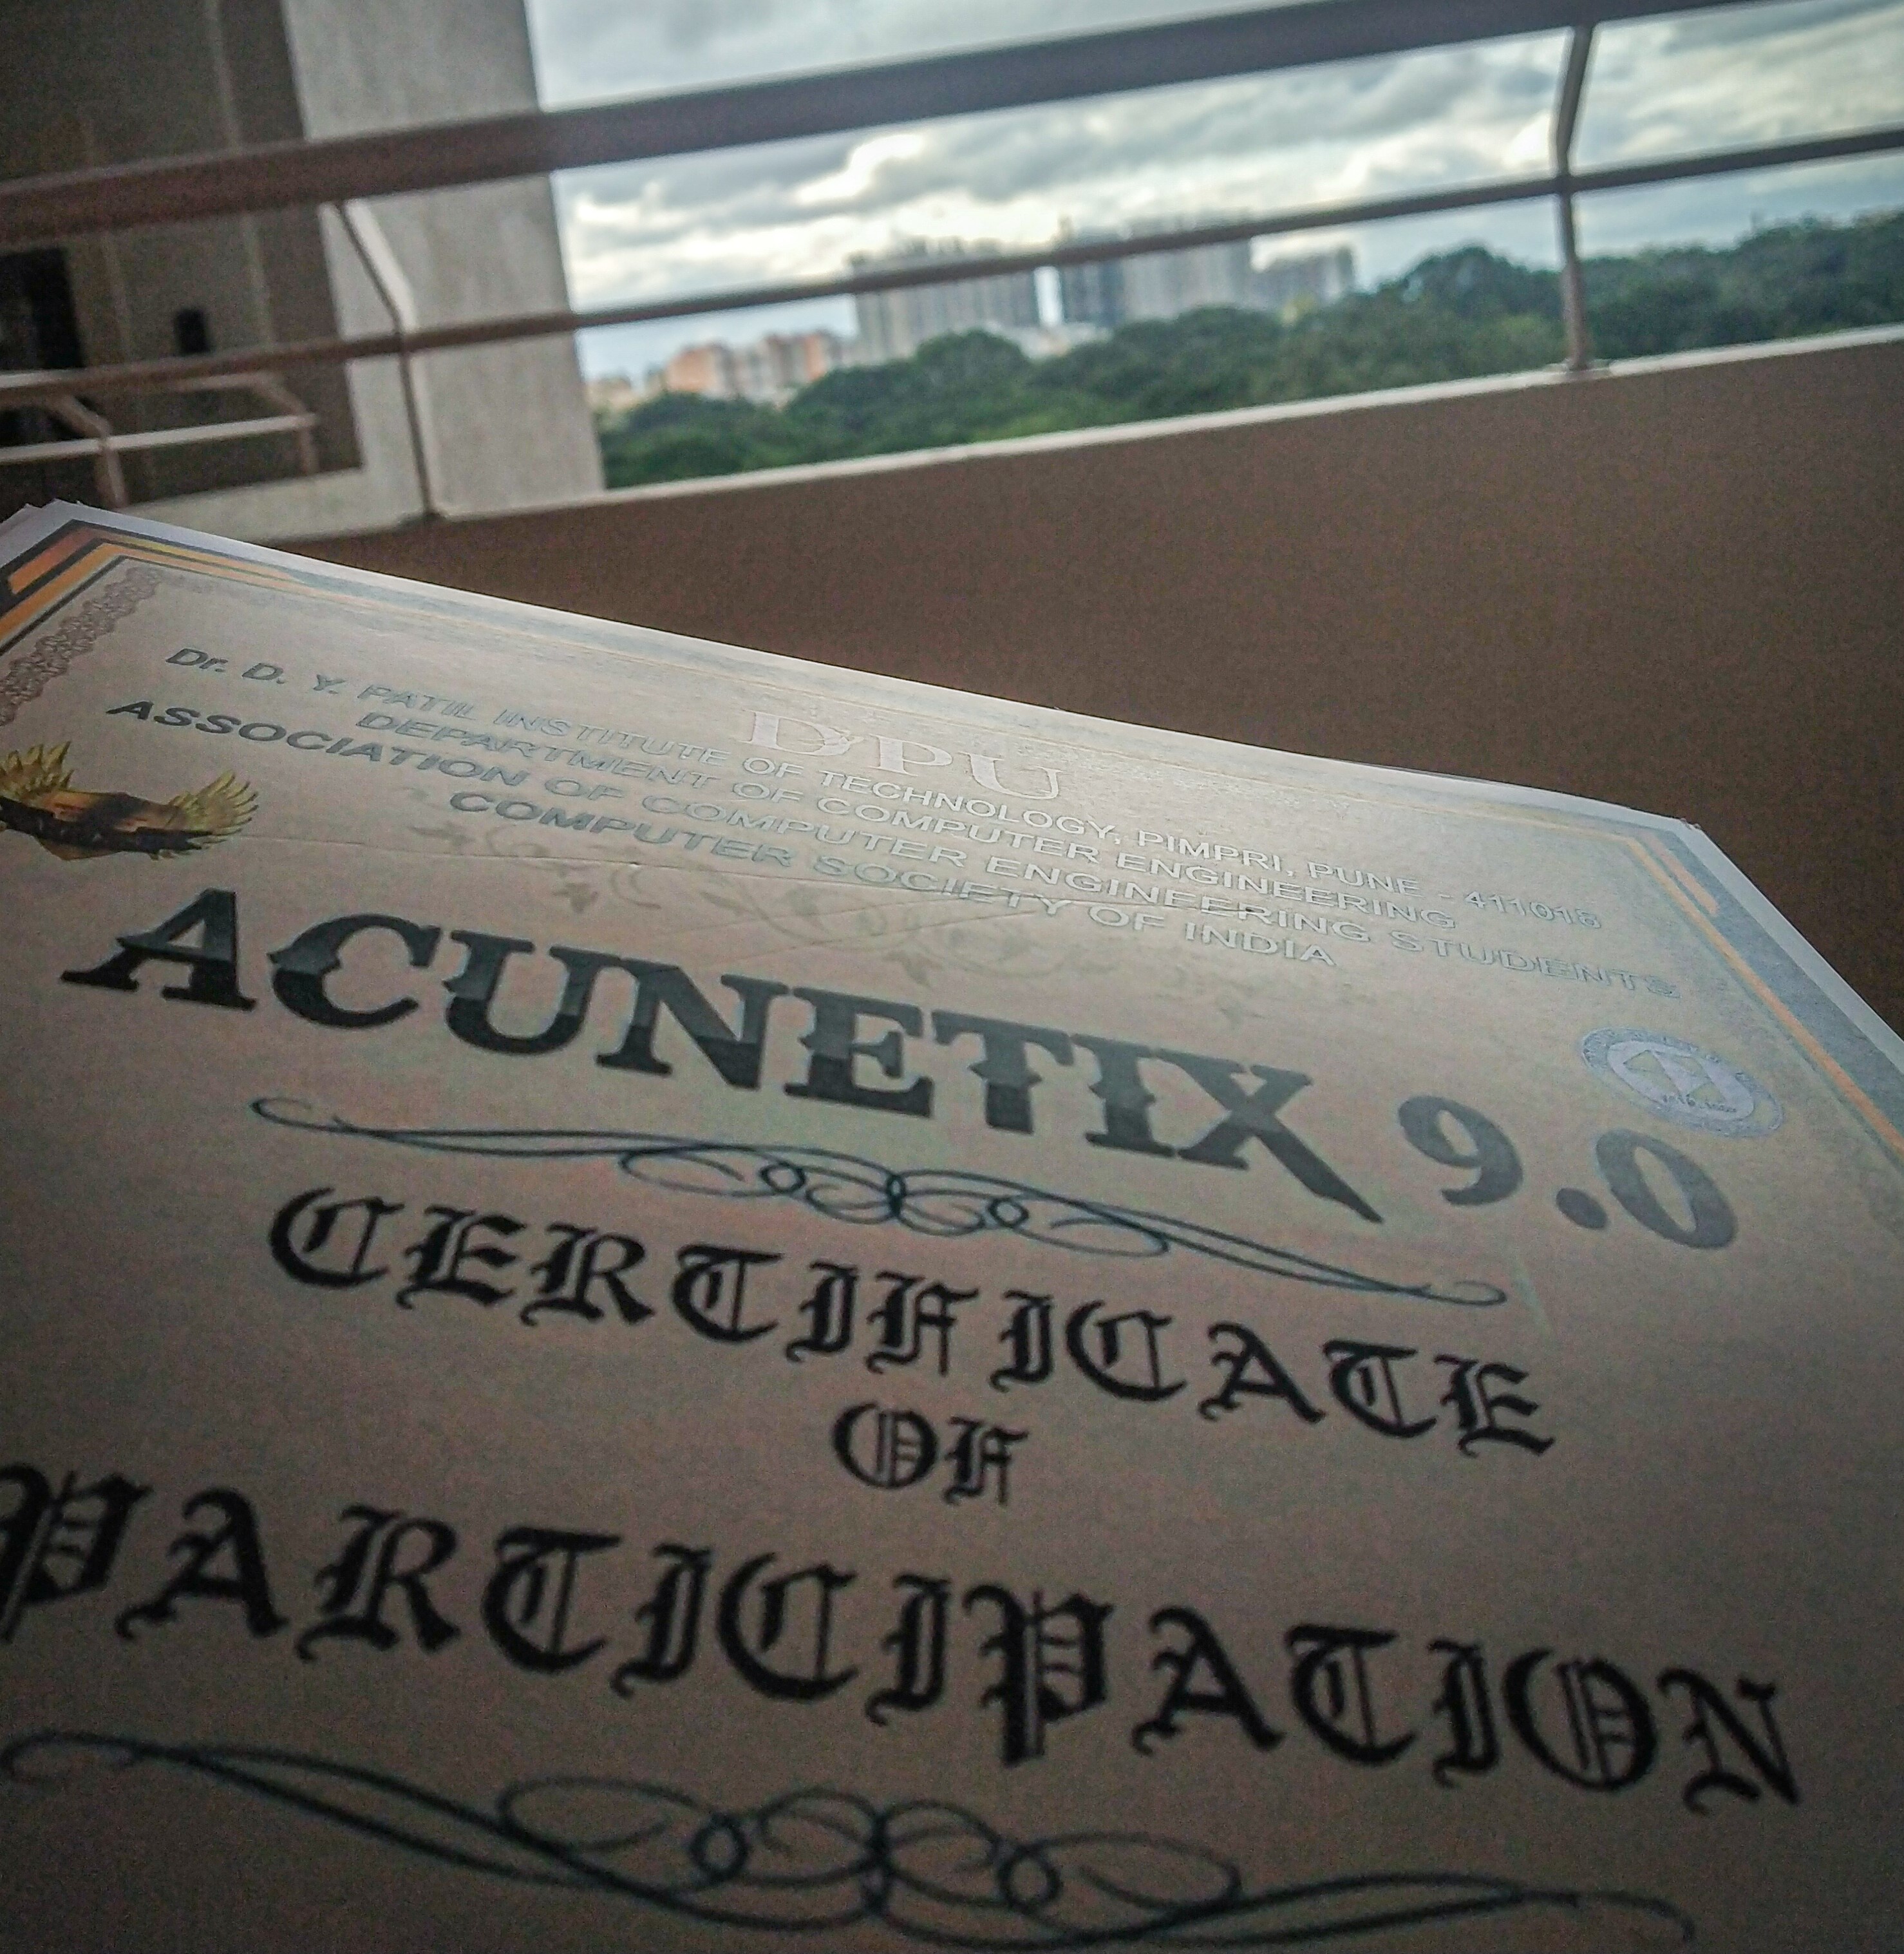 DPU
Dr. D. Y. PATIL INSTITUTE OF TECHNOLOGY, PIMPRI, PUNE - 411018
DEPARTMENT OF COMPUTER ENGINEERING
ASSOCIATION OF COMPUTER ENGINEERING STUDENTS
COMPUTER SOCIETY OF INDIA
ACUNETIX 9.0
CERTIFICATE
OF
PARTICIPATION